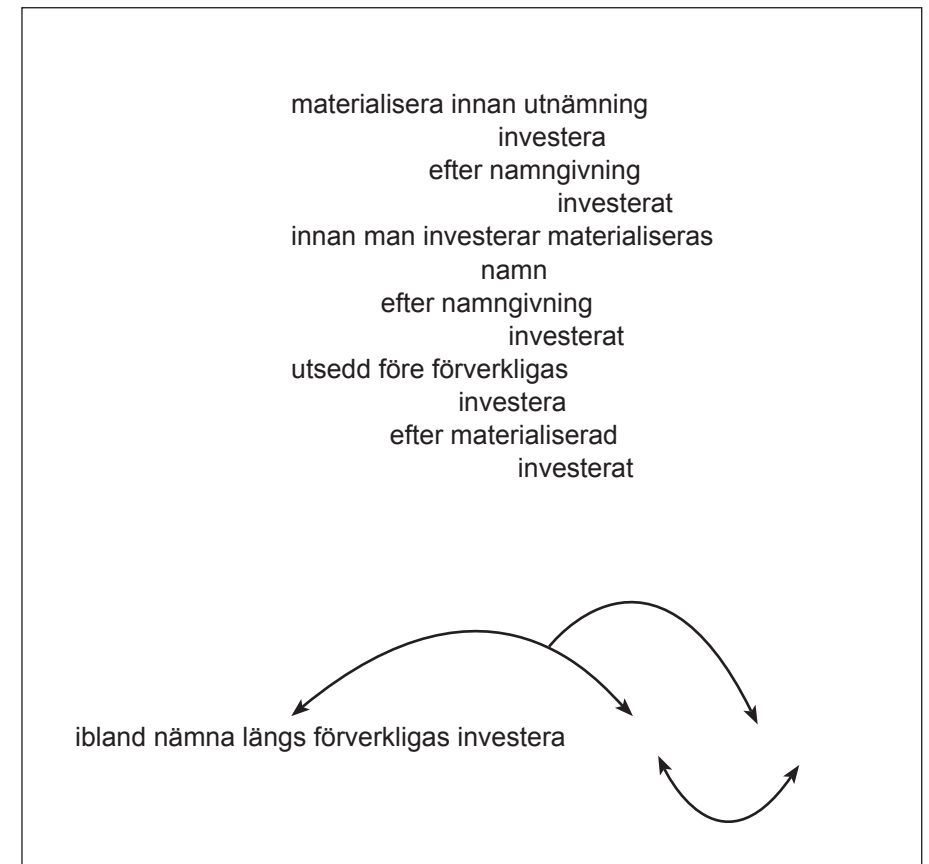 materialisera innan utnämning
investera
efter namngivning
investerat
innan man investerar materialiseras
namn
efter namngivning
investerat
utsedd före förverkligas
investera
efter materialiserad
investerat
ibland nämna längs förverkligas investera